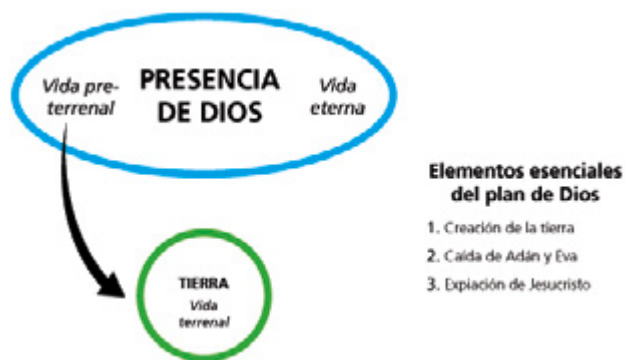 Vida pre-
terrenal
PRESENCIA
DE DIOS
Vida
eterna
Elementos esenciales
del plan de Dios
1. Creación de la tierra
2. Caída de Adán y Eva
3. Expiación de Jesucristo
TIERRA
Vida
terrenal